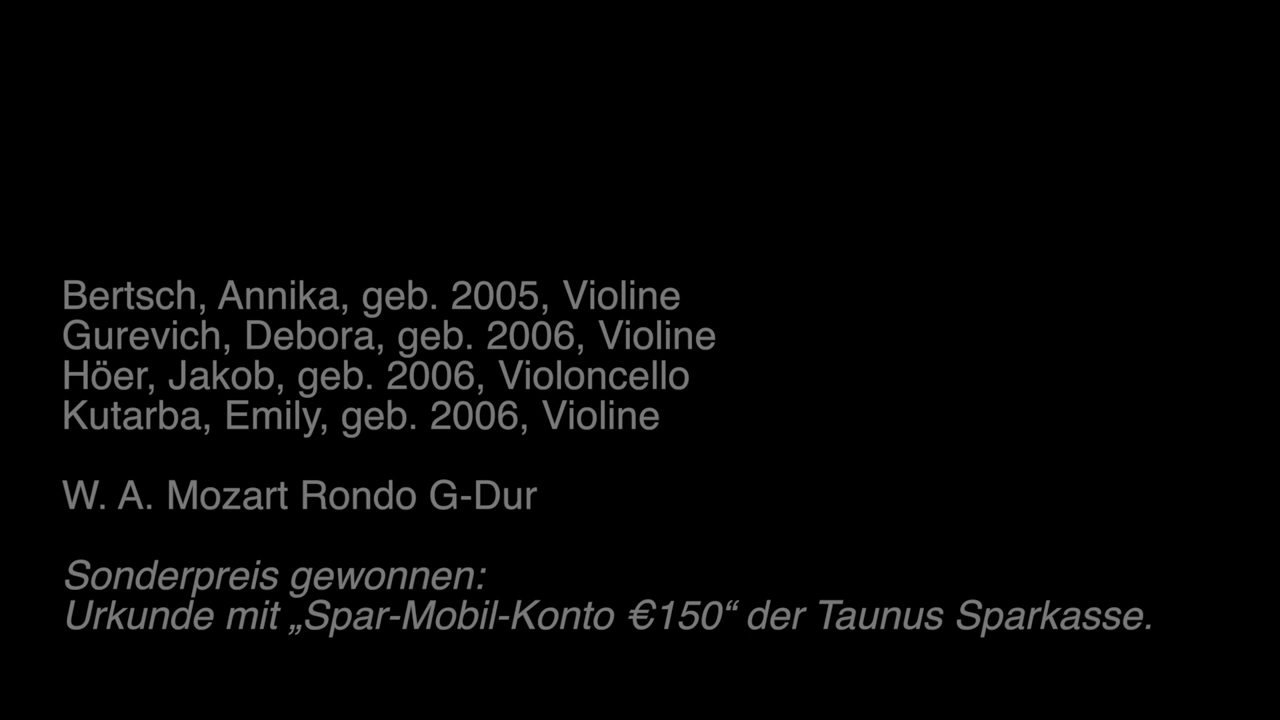 Bertsch, Annika, geb. 2005, Violine
Gurevich, Debora, geb. 2006, Violine
Höer, Jakob, geb. 2006, Violoncello
Kutarba, Emily, geb. 2006, Violine
W. A. Mozart Rondo G-Dur
Sonderpreis gewonnen:
Urkunde mit „Spar-Mobil-Konto €150“ der Taunus Sparkasse.